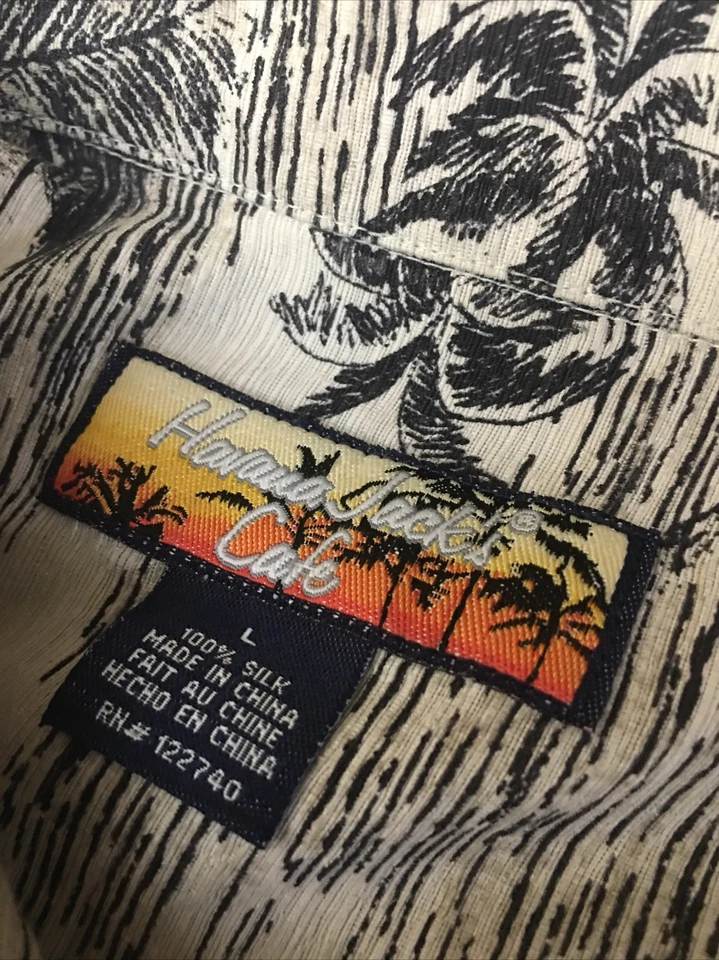 Havana Jack's®
Cafe
L
100% SILK
MADE IN CHINA
FAIT AU CHINE
HECHO EN CHINA
RN# 122740